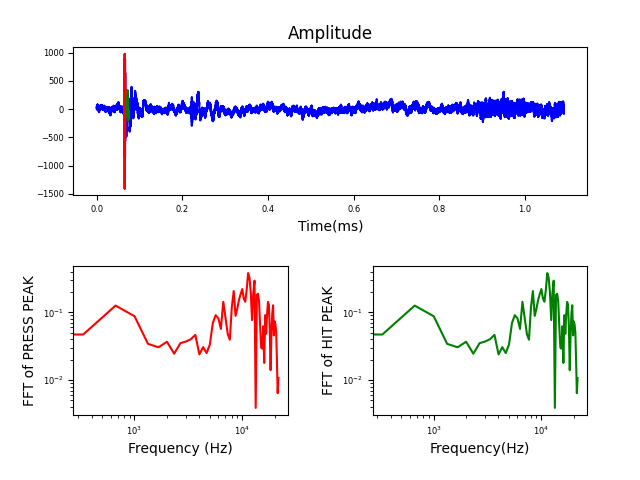 Amplitude
1000
500
0
−500
−1000
−1500
0.0 0.2 0.4 0.6 0.8 1.0
Time(ms)
FFT of PRESS PEAK
10⁻¹
10⁻²
10³ 10⁴
Frequency (Hz)
FFT of HIT PEAK
10⁻¹
10⁻²
10³ 10⁴
Frequency(Hz)